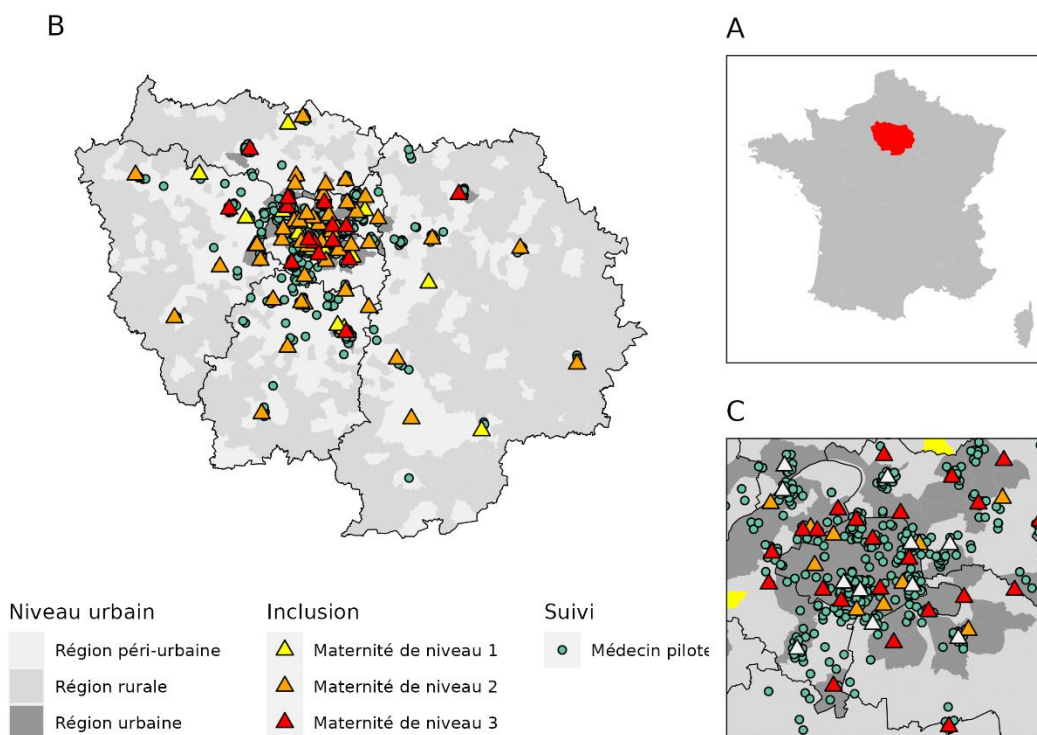 B
A
C
Niveau urbain
Région péri-urbaine
Région rurale
Région urbaine
Inclusion
Maternité de niveau 1
Maternité de niveau 2
Maternité de niveau 3
Suivi
Médecin pilote